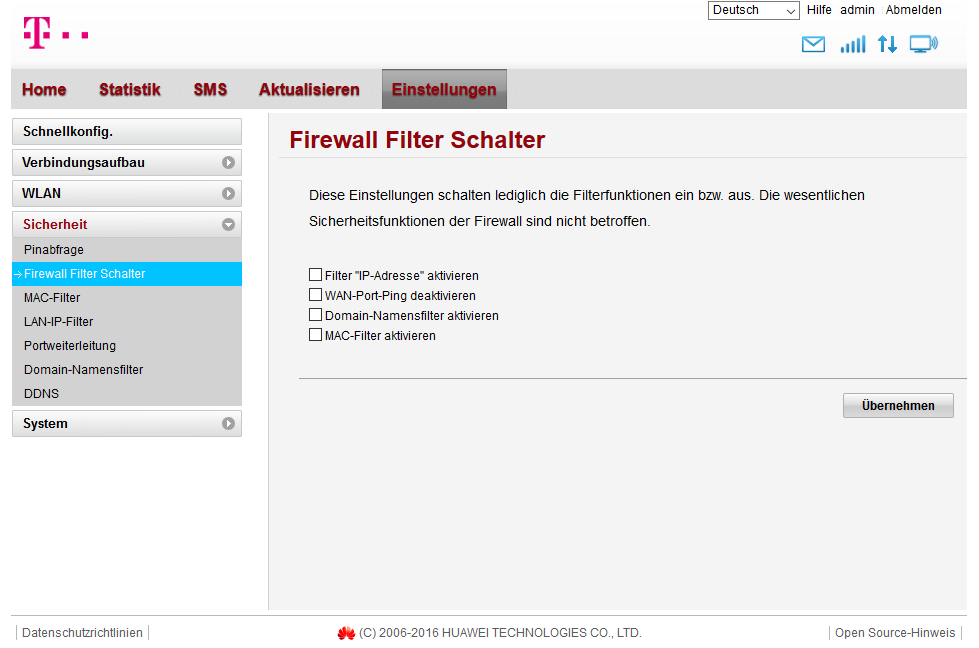 Deutsch Hilfe admin Abmelden
T
Home Statistik SMS Aktualisieren Einstellungen
Schnellkonfig.
Verbindungsaufbau
WLAN
Sicherheit
Pinabfrage
Firewall Filter Schalter
MAC-Filter
LAN-IP-Filter
Portweiterleitung
Domain-Namensfilter
DDNS
System
Firewall Filter Schalter
Diese Einstellungen schalten lediglich die Filterfunktionen ein bzw. aus. Die wesentlichen
Sicherheitsfunktionen der Firewall sind nicht betroffen.
Filter "IP-Adresse" aktivieren
WAN-Port-Ping deaktivieren
Domain-Namensfilter aktivieren
MAC-Filter aktivieren
Übernehmen
Datenschutzrichtlinien (C) 2006-2016 HUAWEI TECHNOLOGIES CO., LTD. Open Source-Hinweis